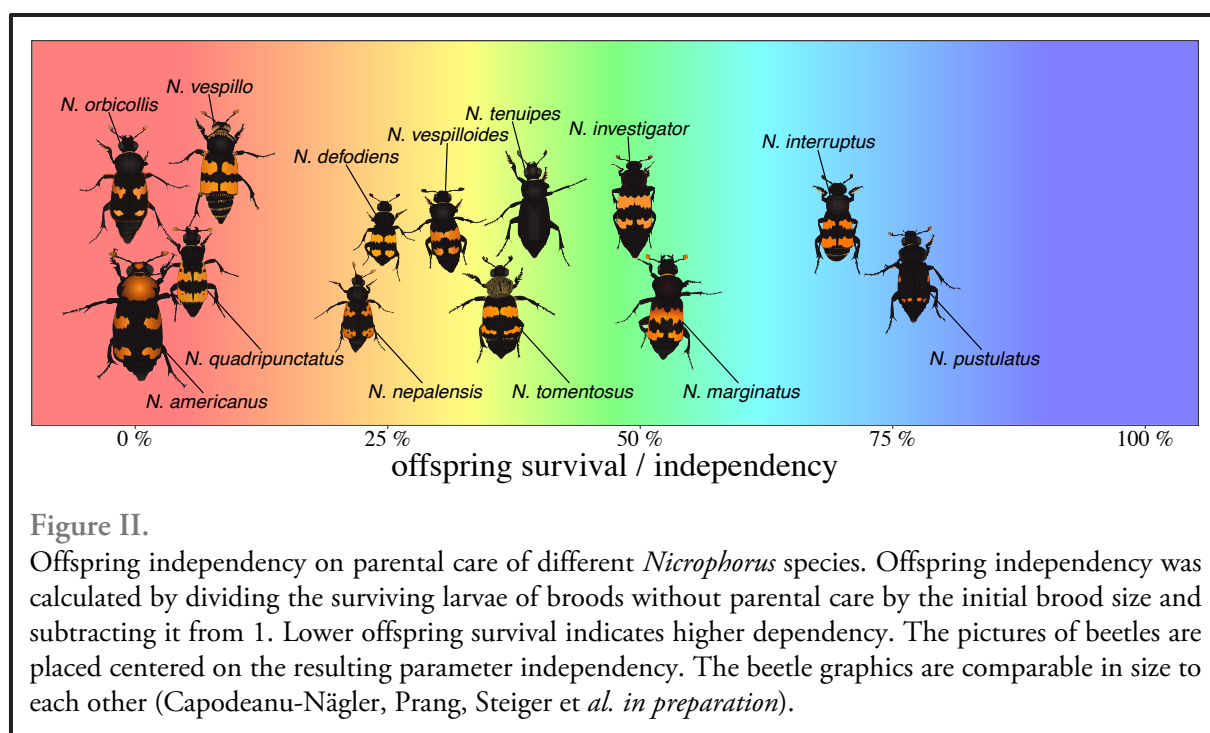 N. orbicollis
N. vespillo
N. tenuipes
N. vespilloides
N. investigator
N. interruptus
N. defodiens
N. quadripunctatus
N. americanus
N. nepalensis
N. tomentosus
N. marginatus
N. pustulatus
0 % 25 % 50 % 75 % 100 %
offspring survival / independency
Figure II.
Offspring independency on parental care of different Nicrophorus species. Offspring independency was
calculated by dividing the surviving larvae of broods without parental care by the initial brood size and
subtracting it from 1. Lower offspring survival indicates higher dependency. The pictures of beetles are
placed centered on the resulting parameter independency. The beetle graphics are comparable in size to
each other (Capodeanu-Nägler, Prang, Steiger et al. in preparation).